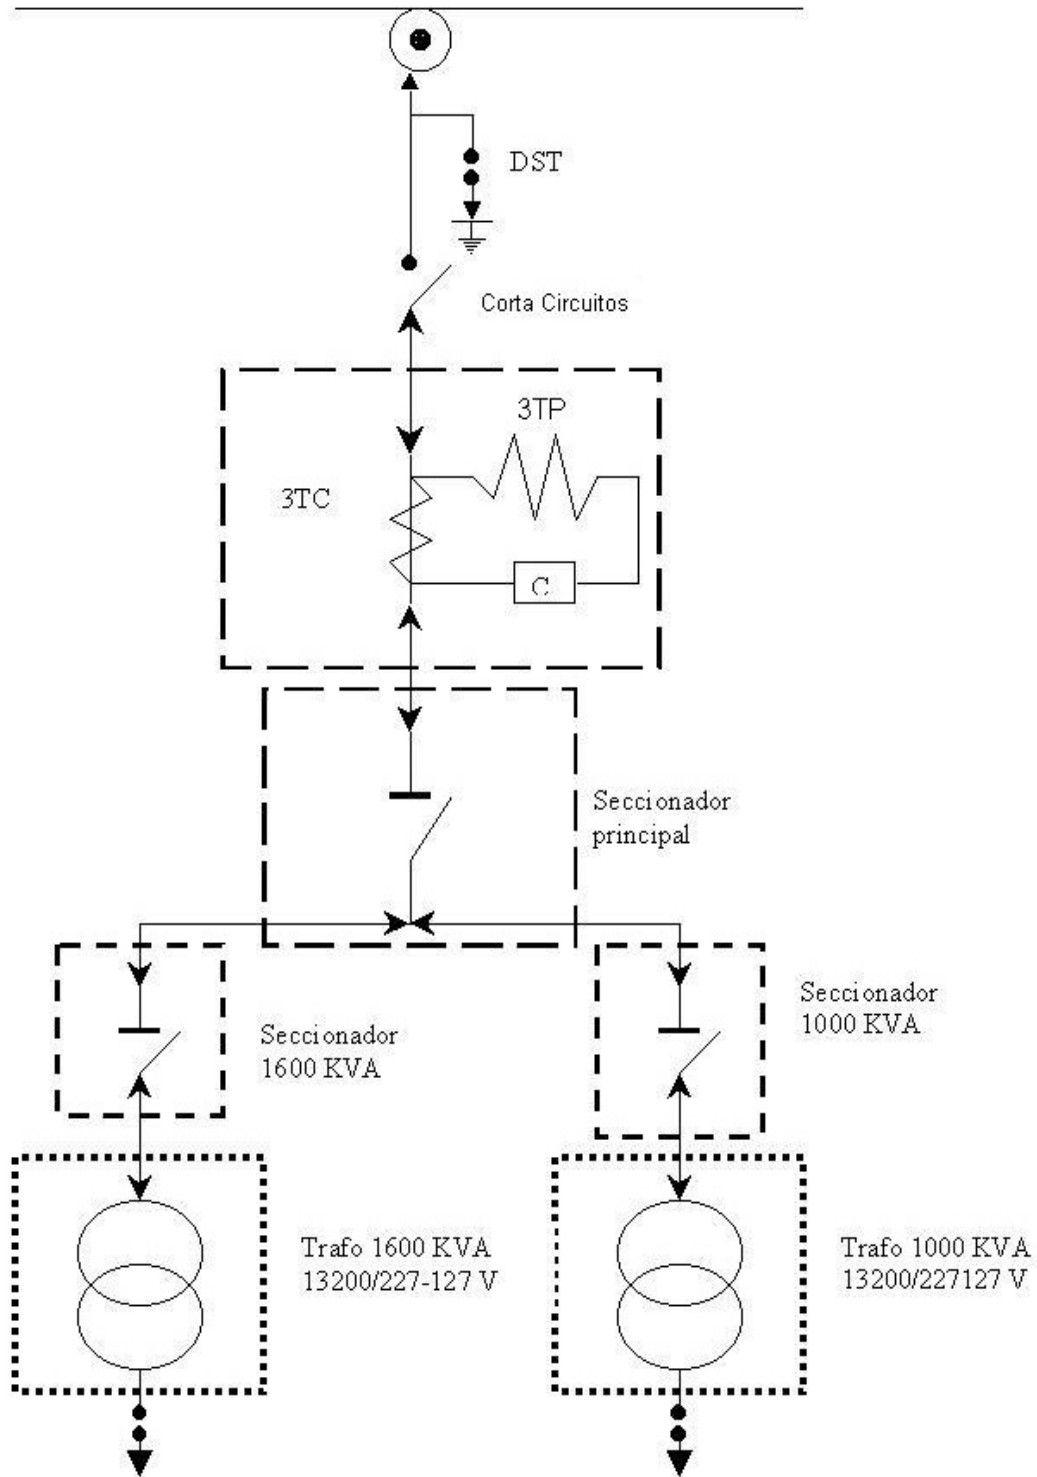 DST
Corta Circuitos
3TP
3TC
C
Seccionador
principal
Seccionador
1000 KVA
Seccionador
1600 KVA
Trafo 1600 KVA
13200/227-127 V
Trafo 1000 KVA
13200/227127 V